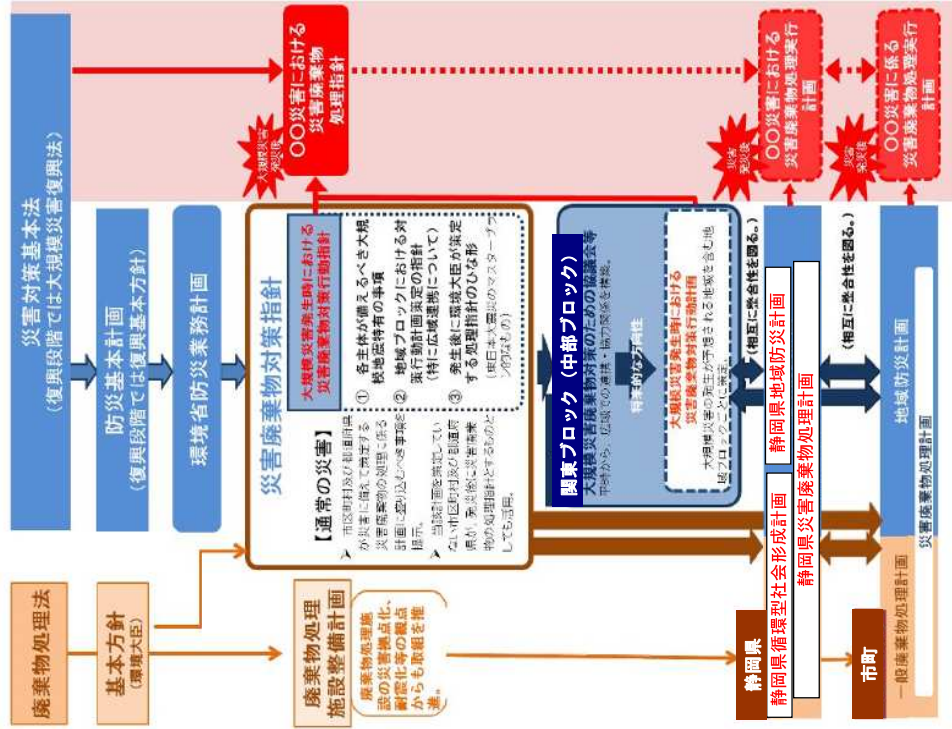 廃棄物処理法
災害対策基本法
(復興段階では大規模災害復興法)
基本方針
(環境大臣)
防災基本計画
(復興段階では復興基本方針)
環境省防災業務計画
廃棄物処理
施設整備計画
廃棄物処理施
設の災害拠点化、
耐震化等の観点
からも取組を推
進。
災害廃棄物対策指針
【通常の災害】
➢ 市区町村及び都道府県
が災害に備えて策定する
災害廃棄物の処理に係る
計画に盛り込むべき事項を
提示。
➢ 当該計画を策定してい
ない市区町村及び都道府
県が、発災後に災害廃棄
物の処理指針とするものと
しても活用。
大規模災害発生時における
災害廃棄物対策行動指針
① 各主体が備えるべき大規
模地震特有の事項
② 地域ブロックにおける対
策行動計画策定の指針
(特に広域連携について)
③ 発生後に環境大臣が策定
する処理指針のひな形
(東日本大震災のマスタープラ
ン的なもの)
大規模災害
発災後
〇〇災害における
災害廃棄物
処理指針
関東ブロック(中部ブロック)
大規模災害廃棄物対策のための協議会等
平時から、広域での連携・協力関係を構築。
具体的な方向性
大規模災害発生時における
災害廃棄物対策行動計画
大規模災害の発生が予想される地域を含む地
域ブロックごとに策定。
静岡県
静岡県循環型社会形成計画
静岡県地域防災計画
静岡県災害廃棄物処理計画
(相互に整合性を図る。)
災害
発災後
〇〇災害における
災害廃棄物処理実行
計画
市町
一般廃棄物処理計画
地域防災計画
災害廃棄物処理計画
(相互に整合性を図る。)
災害
発災後
〇〇災害に係る
災害廃棄物処理実行
計画